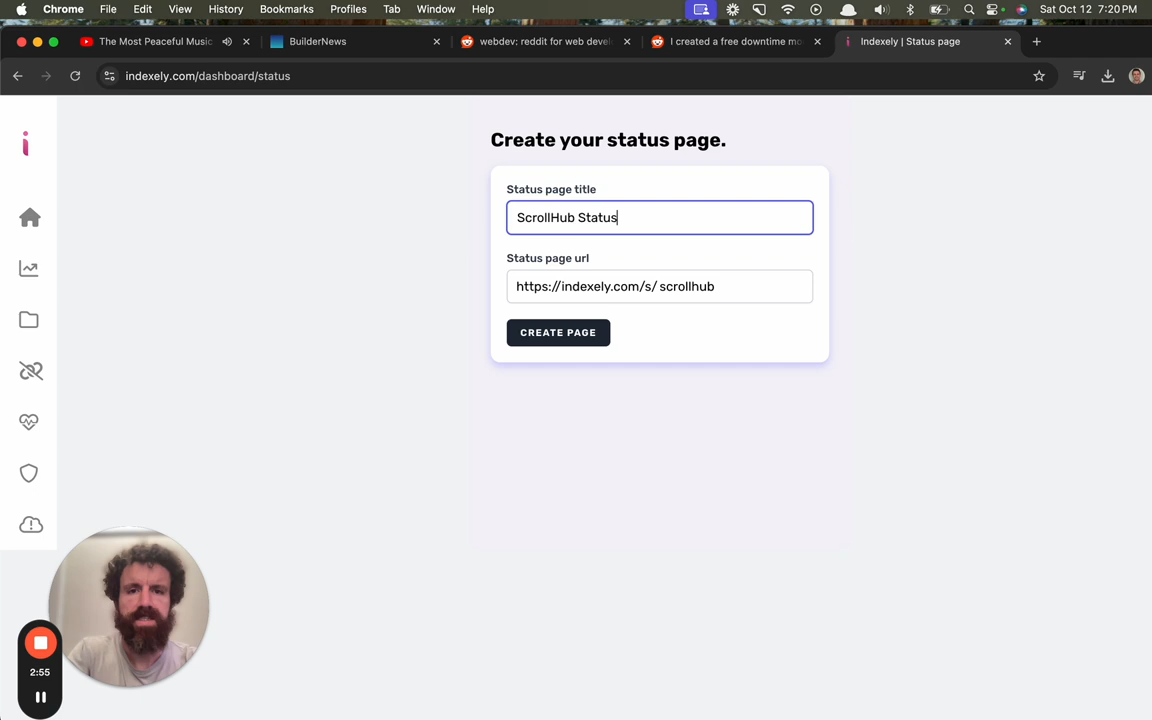 Chrome File Edit View History Bookmarks Profiles Tab Window Help Sat Oct 12 7:20 PM
The Most Peaceful Music
BuilderNews
webdev: reddit for web devel
I created a free downtime mo
Indexely | Status page
indexely.com/dashboard/status
i
Create your status page.
Status page title
ScrollHub Status
Status page url
https://indexely.com/s/ scrollhub
CREATE PAGE
2:55